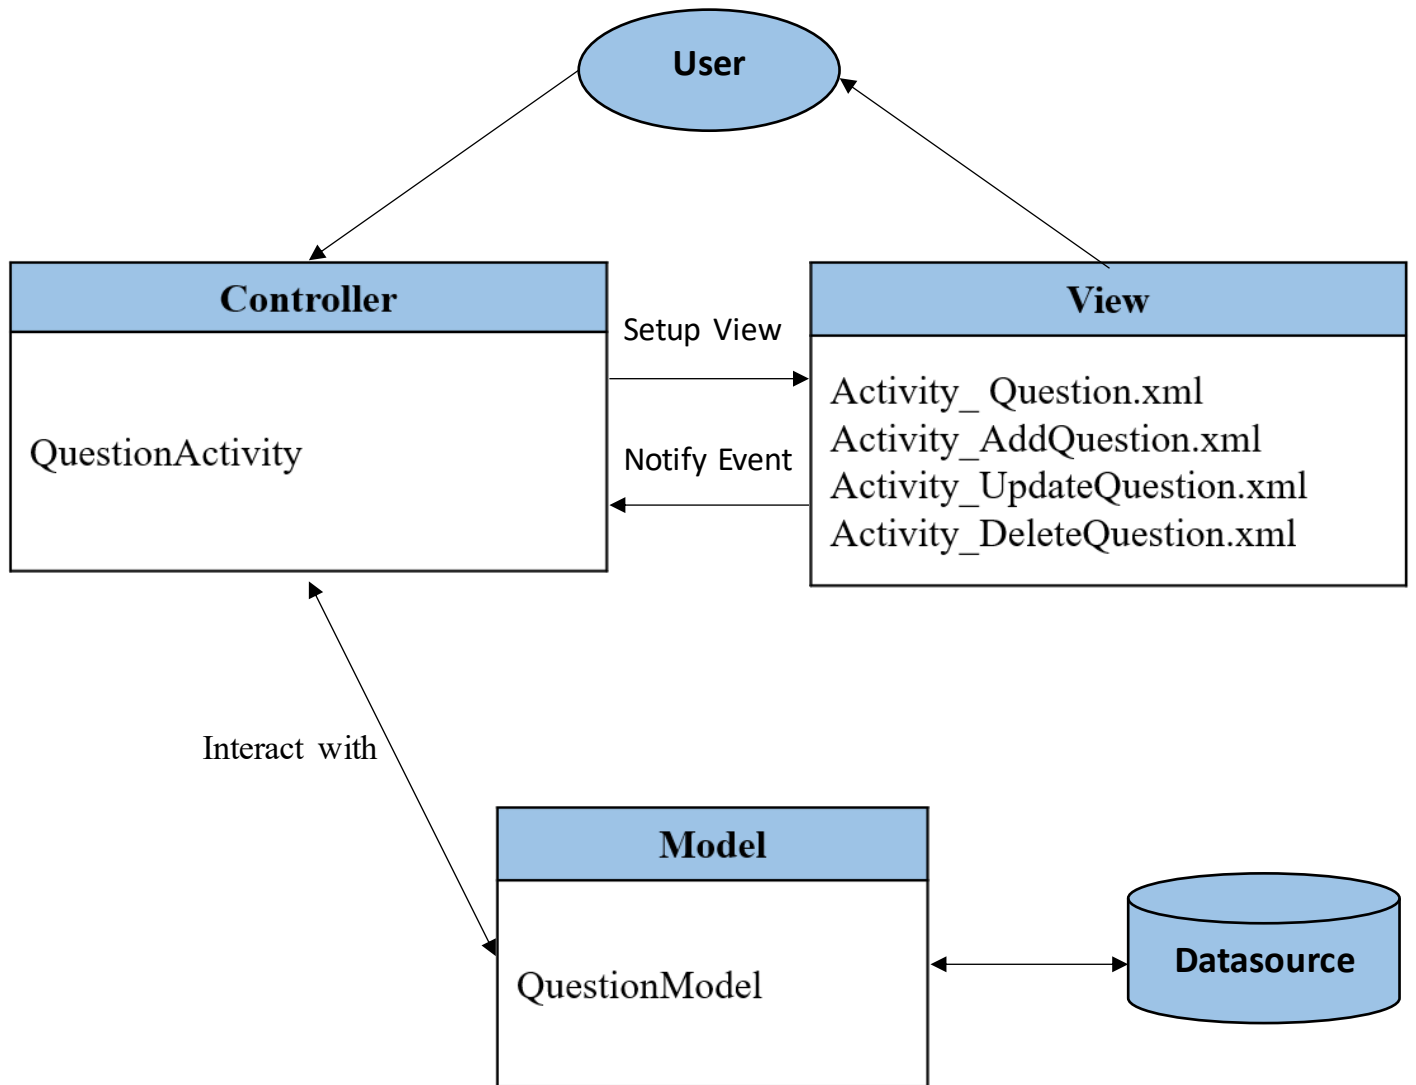 User
Controller
View
Setup View
Activity_ Question.xml
Activity_AddQuestion.xml
QuestionActivity
Notify Event
Activity_UpdateQuestion.xml
Activity_DeleteQuestion.xml
Interact with
Model
QuestionModel
Datasource